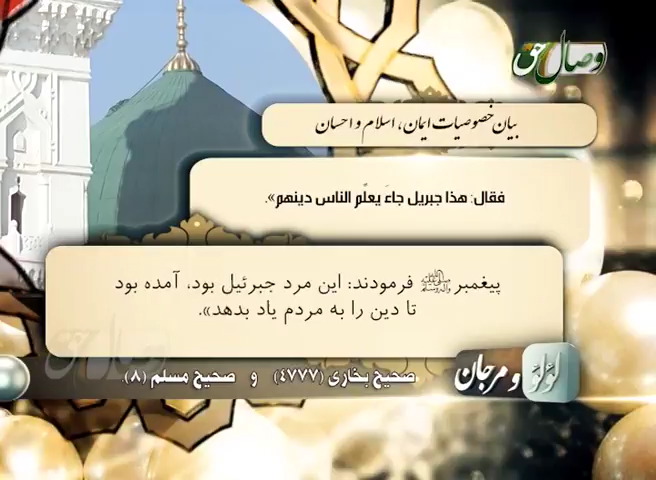 وصال حق
بیان خصوصیات ایمان، اسلام و احسان
فقال: هذا جبريل جاءَ يعلّم الناس دينهم».
پیغمبر ﷺ فرمودند: این مرد جبرئیل بود، آمده بود
تا دین را به مردم یاد بدهد».
لؤلؤ و مرجان
صحیح بخاری (۴۷۷۷) و صحیح مسلم (۸)
وصال حق